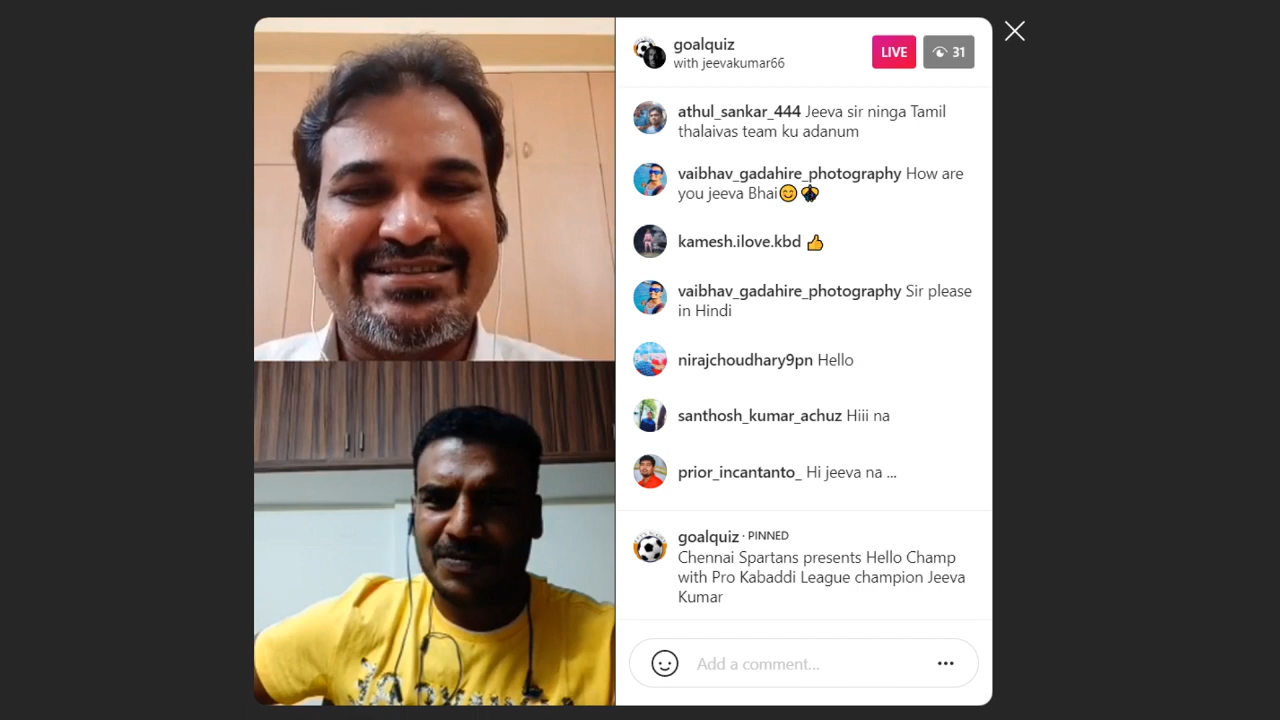 goalquiz
with jeevakumar66
LIVE
31
athul_sankar_444 Jeeva sir ninga Tamil
thalaivas team ku adanum
vaibhav_gadahire_photography How are
you jeeva Bhai😊
kamesh.ilove.kbd 👍
vaibhav_gadahire_photography Sir please
in Hindi
nirajchoudhary9pn Hello
santhosh_kumar_achuz Hiii na
prior_incantanto_ Hi jeeva na ...
goalquiz · PINNED
Chennai Spartans presents Hello Champ
with Pro Kabaddi League champion Jeeva
Kumar
Add a comment...